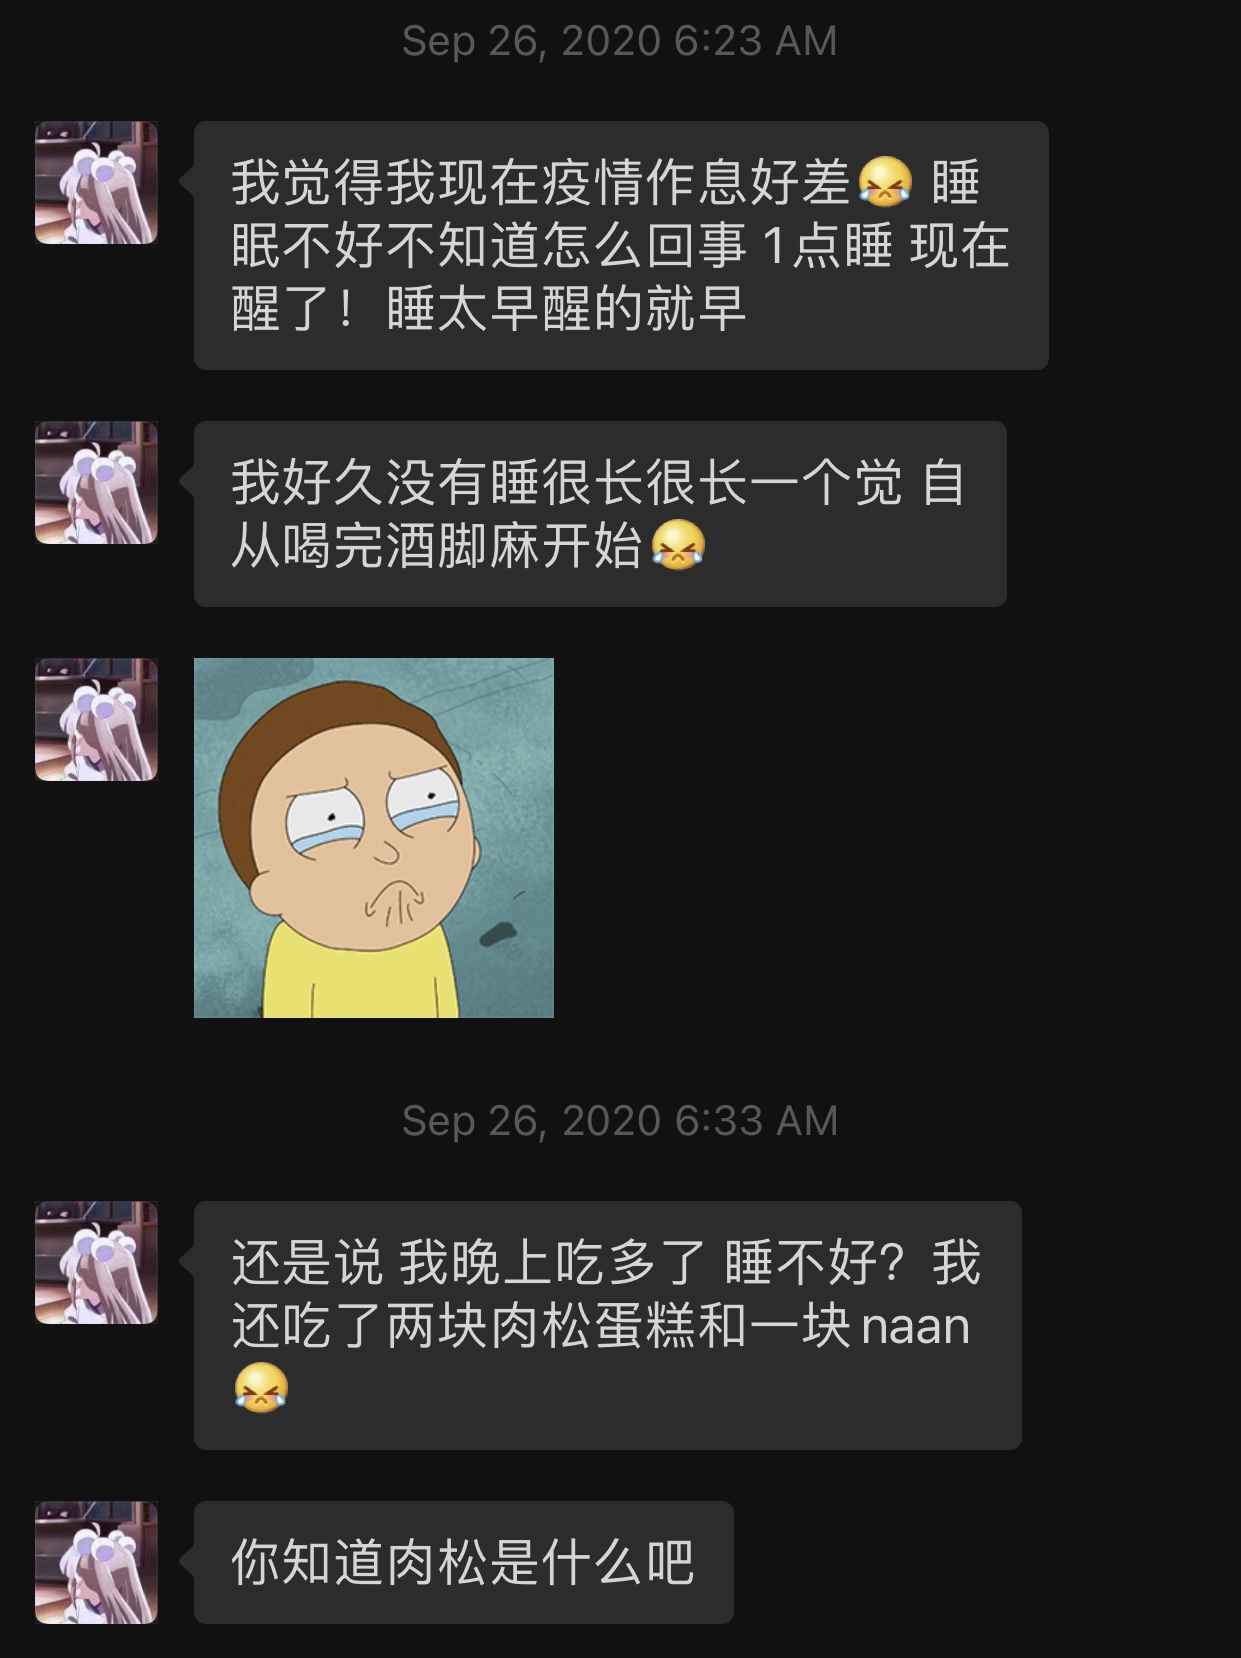 Sep 26, 2020 6:23 AM
我觉得我现在疫情作息好差😭 睡
眠不好不知道怎么回事 1点睡 现在
醒了！睡太早醒的就早
我好久没有睡很长很长一个觉 自
从喝完酒脚麻开始😭
Sep 26, 2020 6:33 AM
还是说 我晚上吃多了 睡不好？我
还吃了两块肉松蛋糕和一块naan
😭
你知道肉松是什么吧